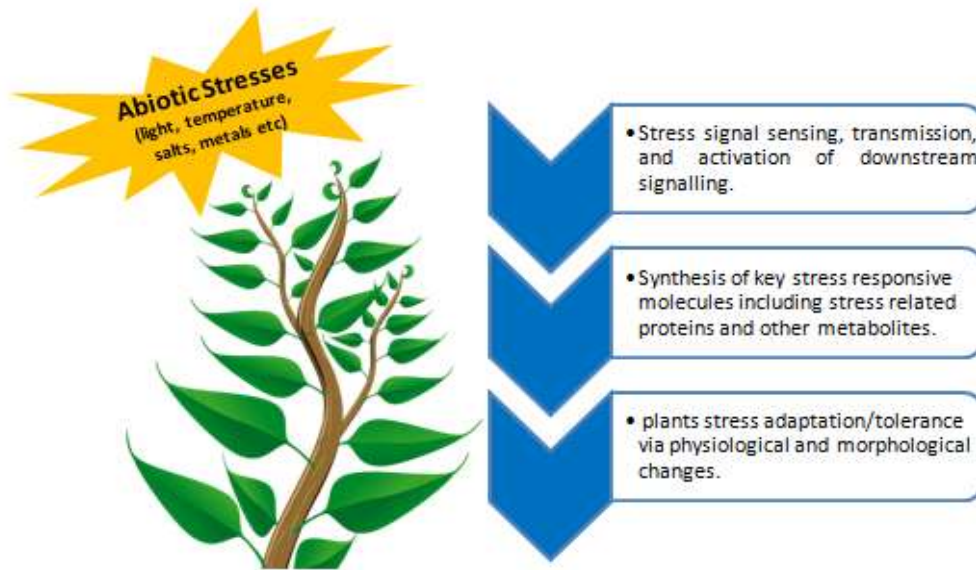 Abiotic Stresses
(light, temperature,
salts, metals etc)
•Stress signal sensing, transmission,
and activation of downstream
signalling.
•Synthesis of key stress responsive
molecules including stress related
proteins and other metabolites.
• plants stress adaptation/tolerance
via physiological and morphological
changes.